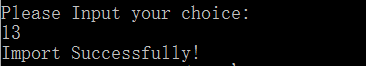 Please Input your choice:
13
Import Successfully!